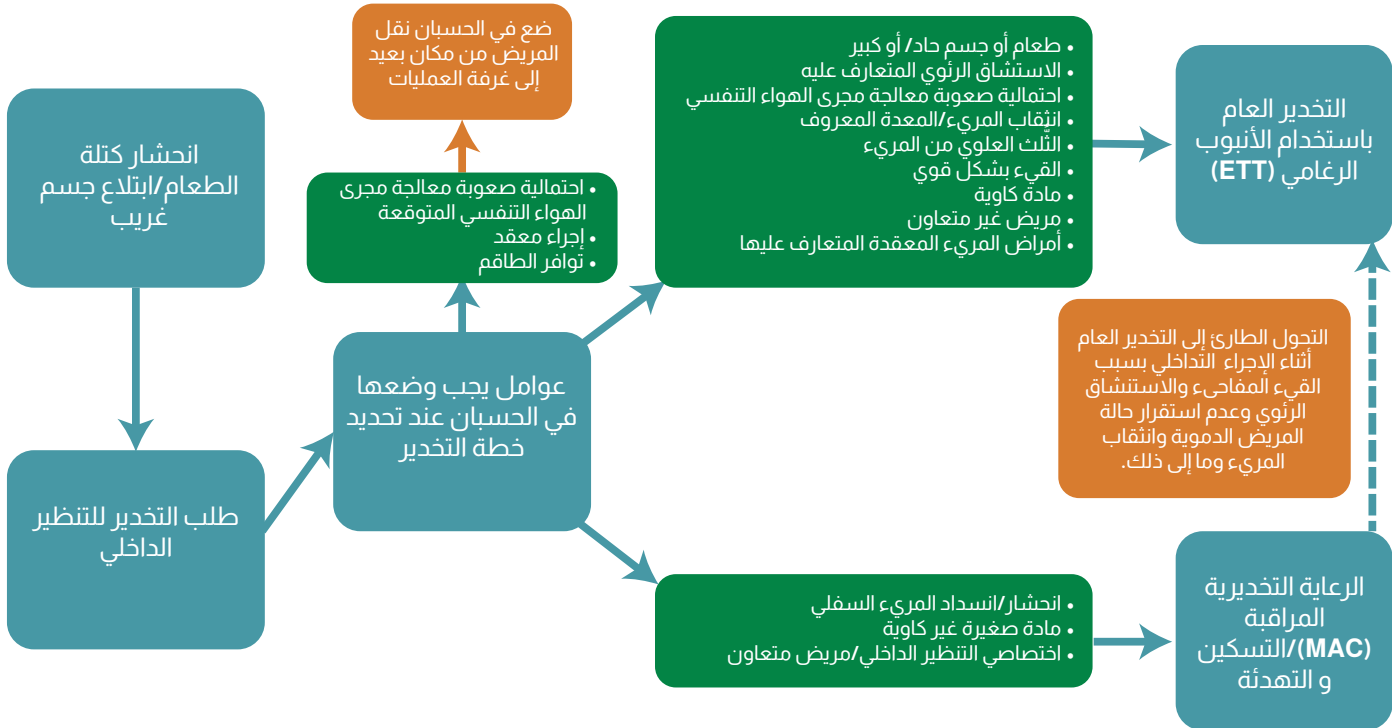 انحشار كتلة
الطعام/ابتلاع جسم
غريب
طلب التخدير للتنظير
الداخلي
عوامل يجب وضعها
في الحسبان عند تحديد
خطة التخدير
• احتمالية صعوبة معالجة مجرى
الهواء التنفسي المتوقعة
• إجراء معقد
• توافر الطاقم
ضع في الحسبان نقل
المريض من مكان بعيد
إلى غرفة العمليات
• طعام أو جسم حاد/ أو كبير
• الاستشاق الرئوي المتعارف عليه
• احتمالية صعوبة معالجة مجرى الهواء التنفسي
• انثقاب المريء/المعدة المعروف
• الثُّلث العلوي من المريء
• القيء بشكل قوي
• مادة كاوية
• مريض غير متعاون
• أمراض المريء المعقدة المتعارف عليها
التخدير العام
باستخدام الأنبوب
الرغامي (ETT)
التحول الطارئ إلى التخدير العام
أثناء الإجراء التداخلي بسبب
القيء المفاحىء والاستنشاق
الرئوي وعدم استقرار حالة
المريض الدموية وانثقاب
المريء وما إلى ذلك.
• انحشار/انسداد المريء السفلي
• مادة صغيرة غير كاوية
• اختصاصي التنظير الداخلي/مريض متعاون
الرعاية التخديرية
المراقبة
(MAC)/التسكين
و التهدئة